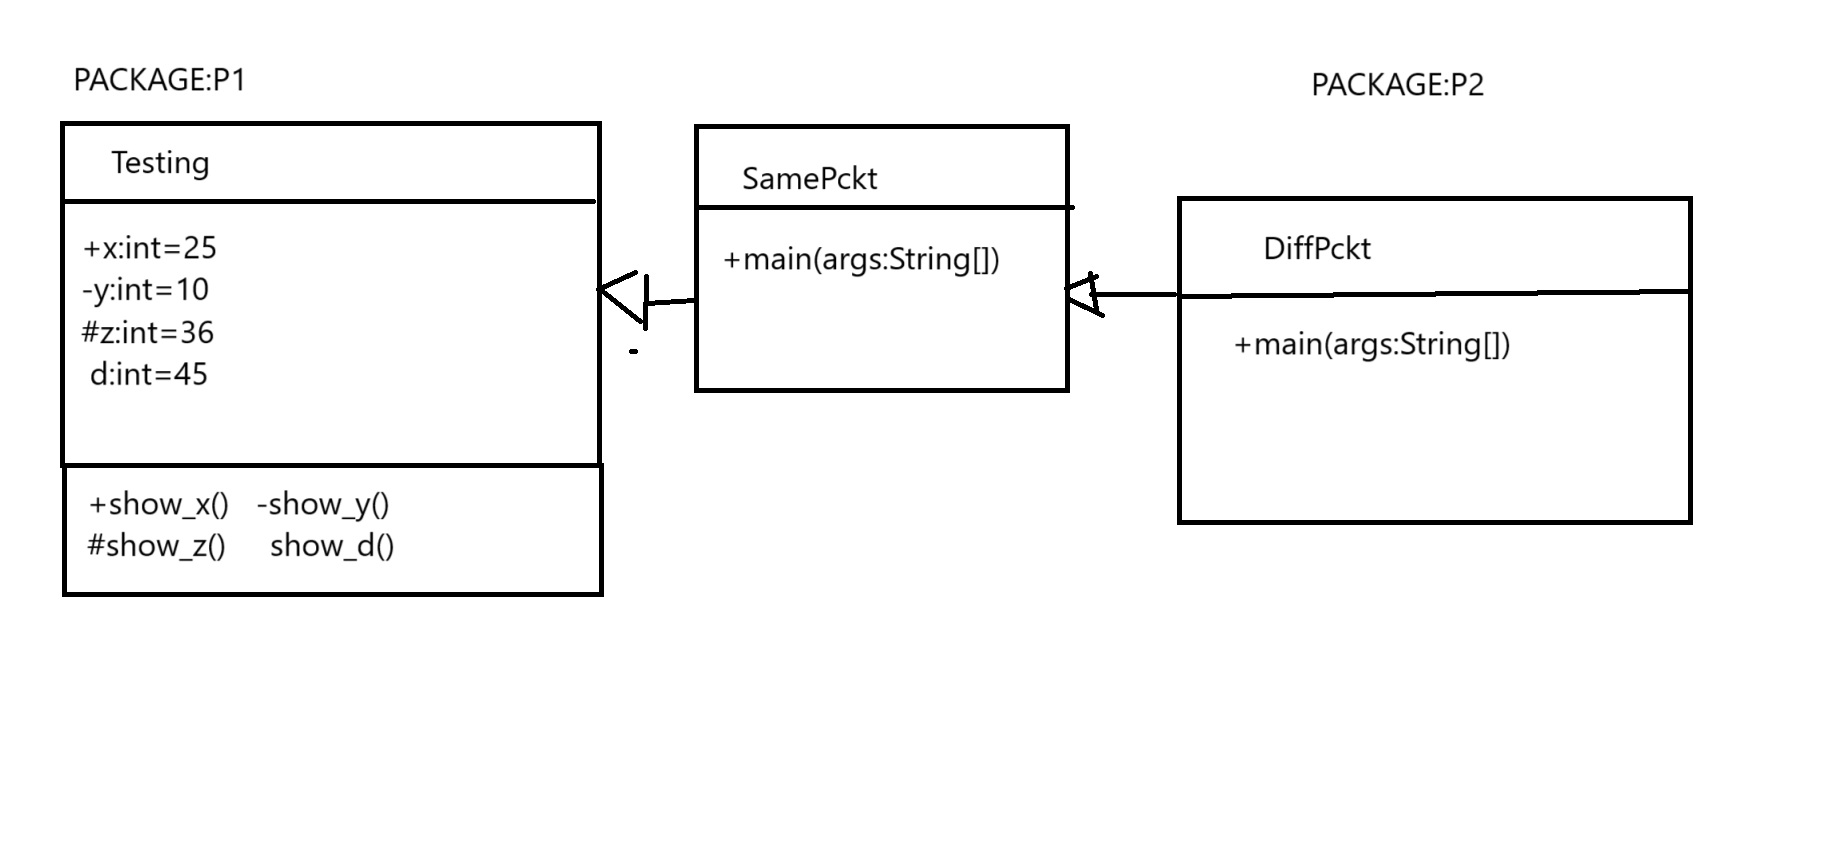 PACKAGE:P1
Testing
+x:int=25
-y:int=10
#z:int=36
d:int=45
+show_x() -show_y()
#show_z() show_d()
SamePckt
+main(args:String[])
PACKAGE:P2
DiffPckt
+main(args:String[])